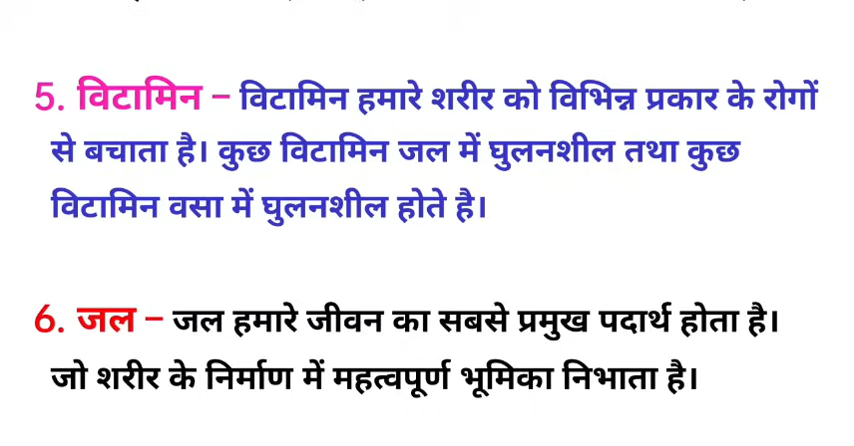 5. विटामिन – विटामिन हमारे शरीर को विभिन्न प्रकार के रोगों
से बचाता है। कुछ विटामिन जल में घुलनशील तथा कुछ
विटामिन वसा में घुलनशील होते है।
6. जल – जल हमारे जीवन का सबसे प्रमुख पदार्थ होता है।
जो शरीर के निर्माण में महत्वपूर्ण भूमिका निभाता है।